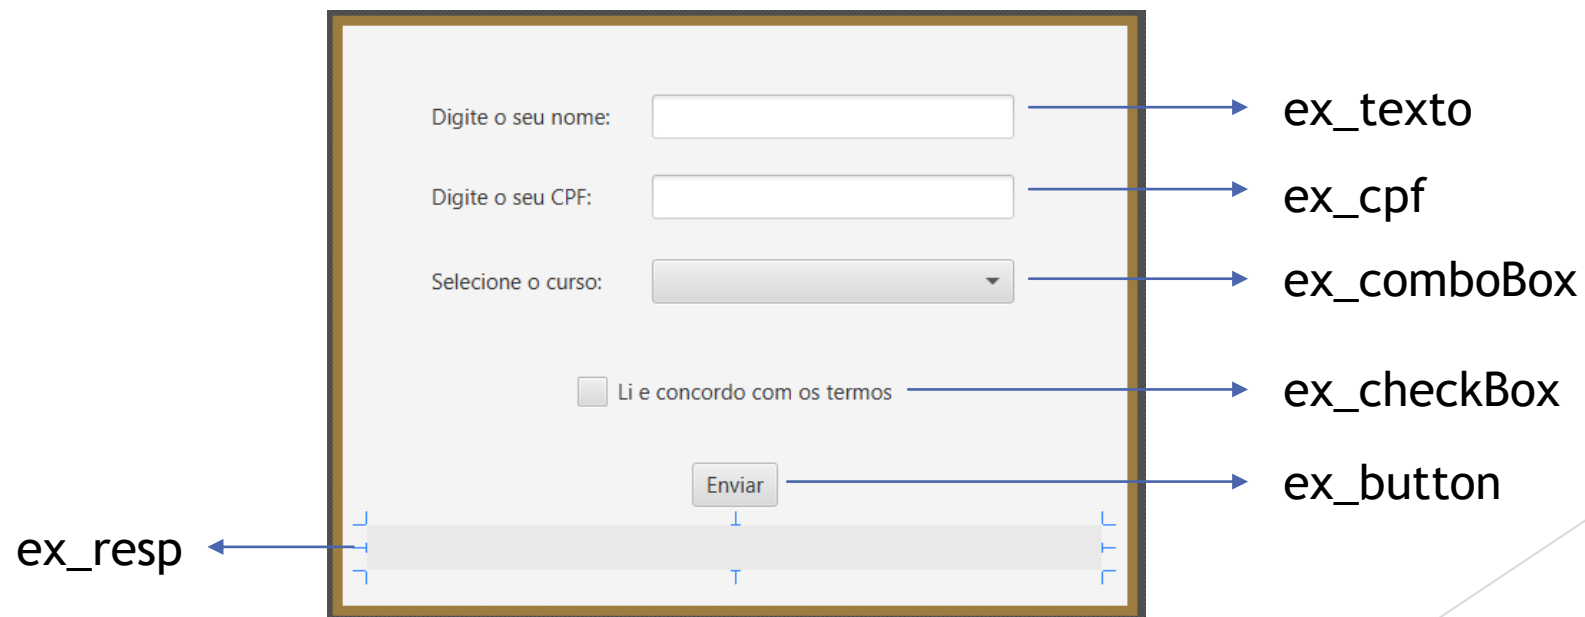 Digite o seu nome:
ex_texto
Digite o seu CPF:
ex_cpf
Selecione o curso:
ex_comboBox
Li e concordo com os termos
ex_checkBox
Enviar
ex_button
ex_resp